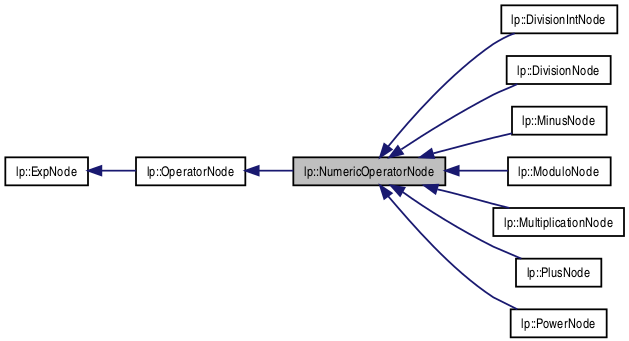 lp::DivisionIntNode
lp::DivisionNode
lp::MinusNode
lp::ExpNode
lp::OperatorNode
lp::NumericOperatorNode
lp::ModuloNode
lp::MultiplicationNode
lp::PlusNode
lp::PowerNode